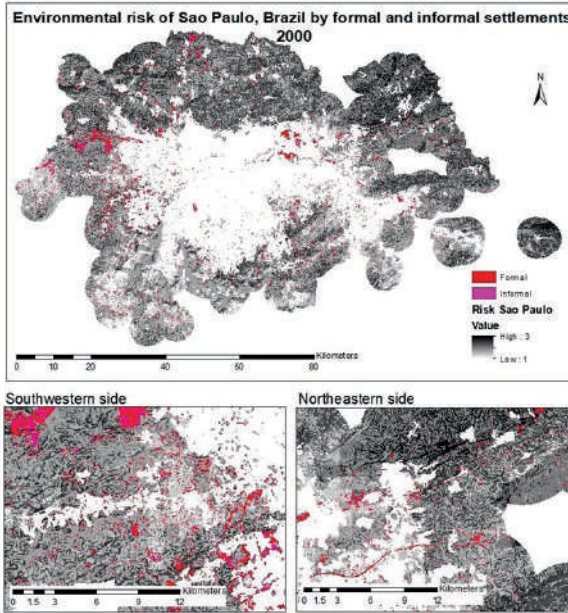 Environmental risk of Sao Paulo, Brazil by formal and informal settlements
2000
N
Formal
Informal
Risk Sao Paulo
Value
High : 3
Low : 1
Kilometers
0 5 10 20 40 60 80
Southwestern side
Northeastern side
Kilometers
0 1.5 3 6 9 12
Kilometers
0 1.5 3 6 9 12